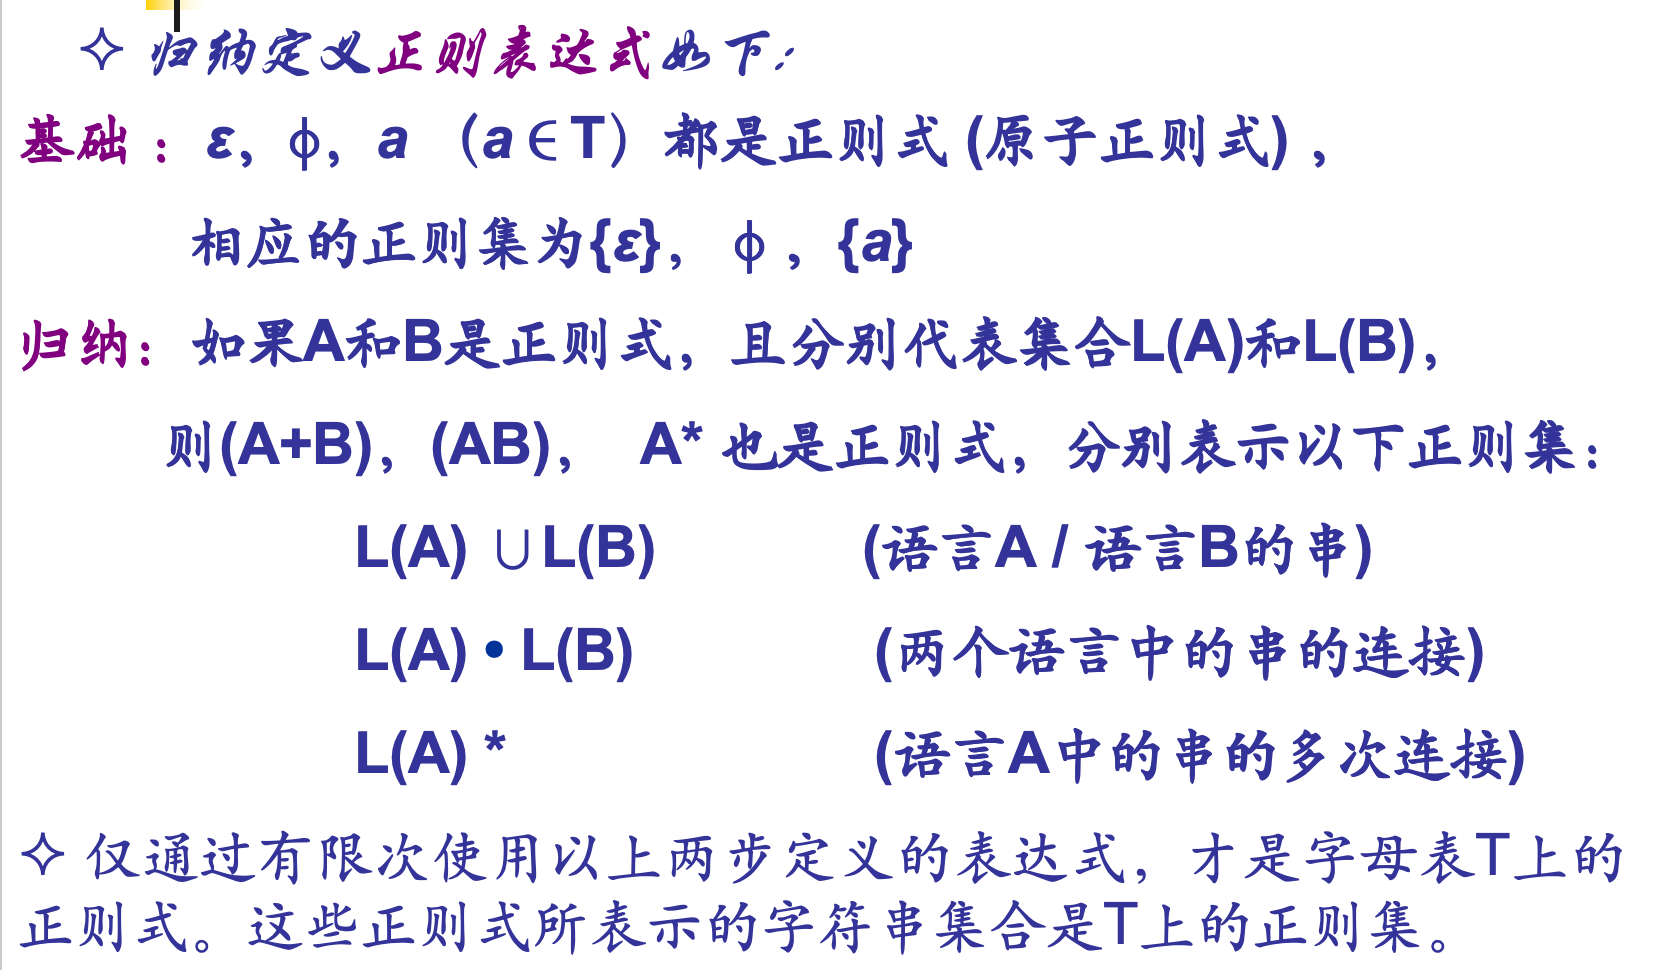 ✧ 归纳定义正则表达式如下：
基础：ε，ϕ，a （a∈T）都是正则式 (原子正则式) ，
相应的正则集为{ε}， ϕ ，{a}
归纳： 如果A和B是正则式，且分别代表集合L(A)和L(B)，
则(A+B)，(AB)， A* 也是正则式，分别表示以下正则集：
L(A) ∪L(B) (语言A / 语言B的串)
L(A) • L(B) (两个语言中的串的连接)
L(A) * (语言A中的串的多次连接)
✧ 仅通过有限次使用以上两步定义的表达式，才是字母表T上的
正则式。这些正则式所表示的字符串集合是T上的正则集。